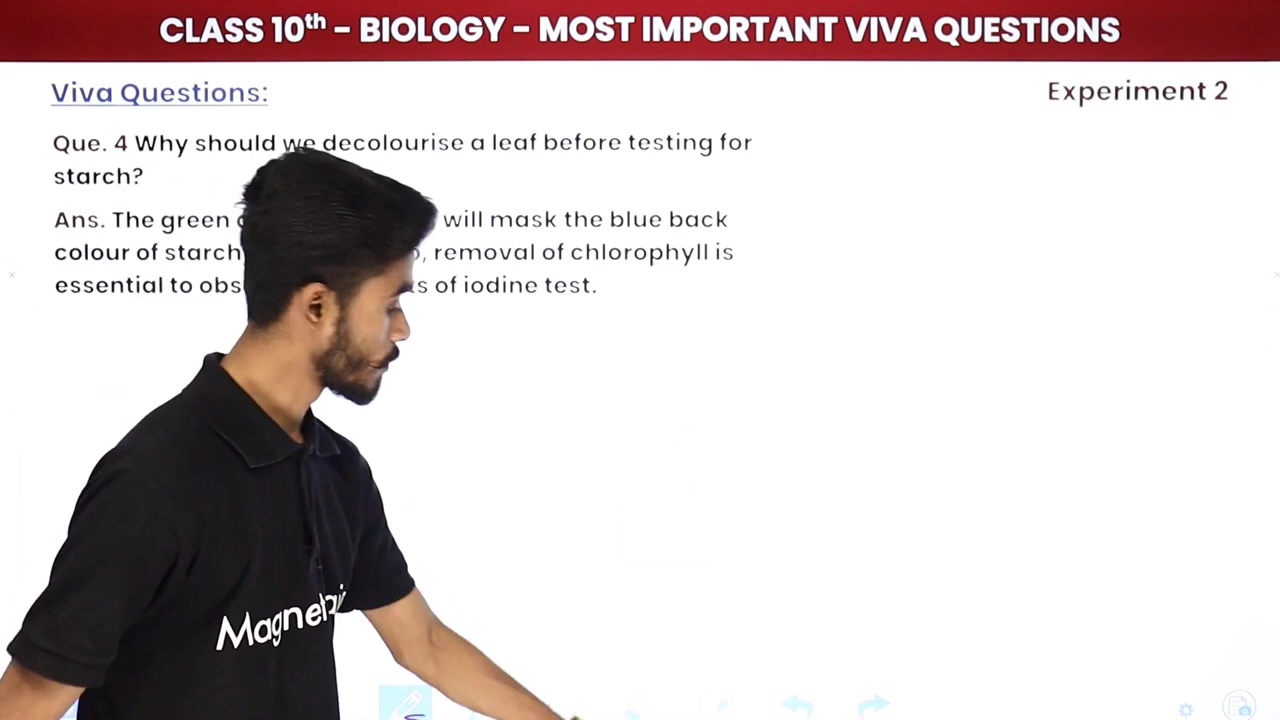 CLASS 10th - BIOLOGY - MOST IMPORTANT VIVA QUESTIONS
Viva Questions:
Experiment 2
Que. 4 Why should we decolourise a leaf before testing for
starch?
Ans. The green will mask the blue back
colour of starch removal of chlorophyll is
essential to of iodine test.